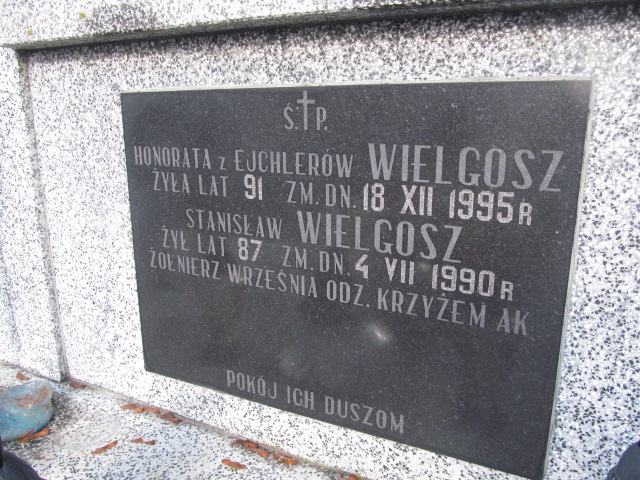 Ś.†P.
HONORATA z EJCHLERÓW WIELGOSZ
ŻYŁA LAT 91 ZM. DN. 18 XII 1995 R
STANISŁAW WIELGOSZ
ŻYŁ LAT 87 ZM. DN. 4 VII 1990 R
ŻOŁNIERZ WRZEŚNIA ODZ. KRZYŻEM AK
POKÓJ ICH DUSZOM